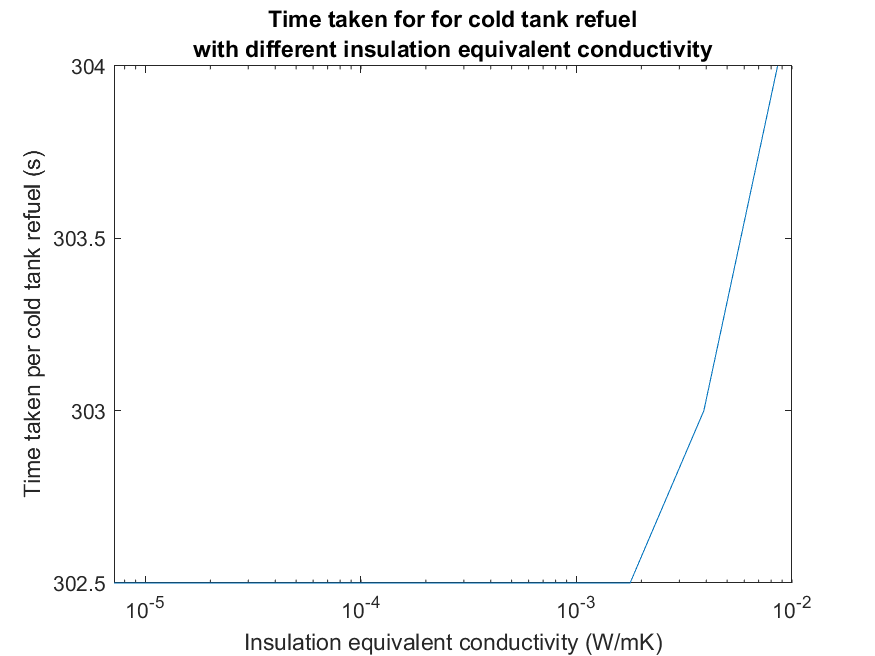 Time taken for for cold tank refuel
with different insulation equivalent conductivity
304
303.5
303
302.5
Time taken per cold tank refuel (s)
10-5 10-4 10-3 10-2
Insulation equivalent conductivity (W/mK)